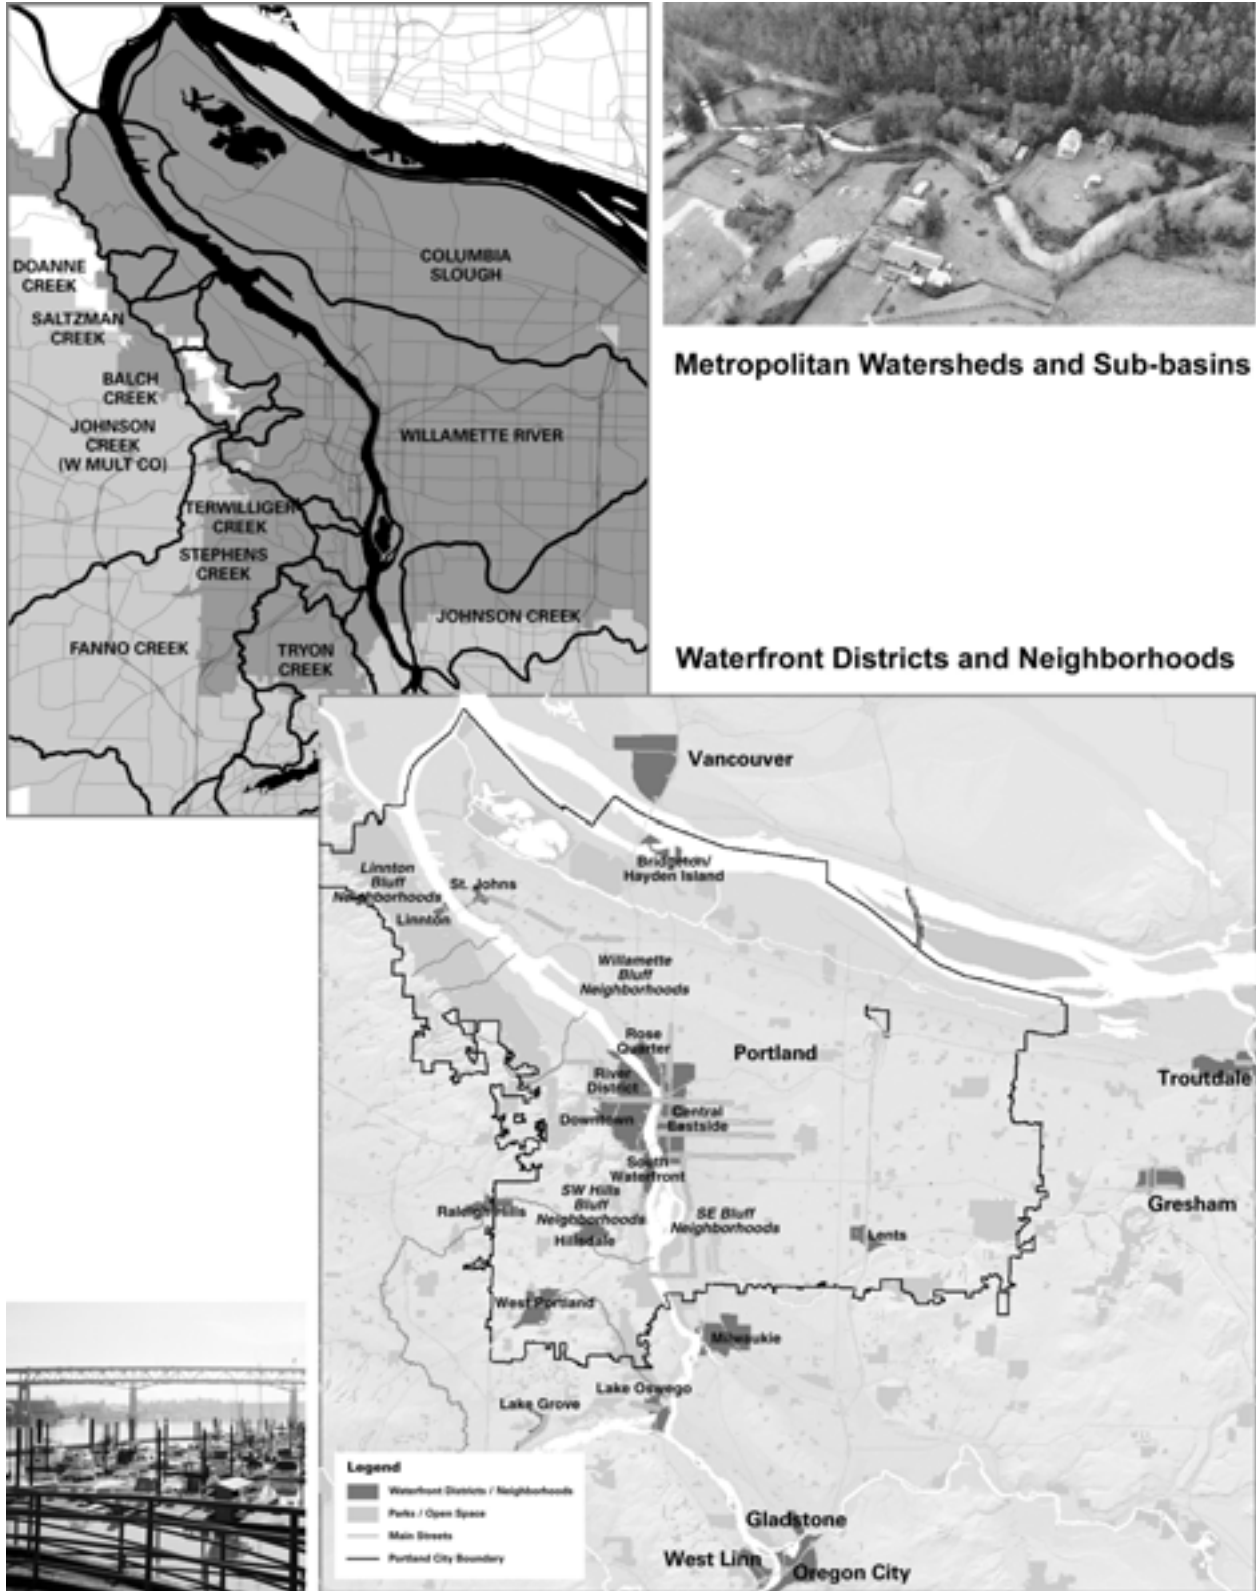 COLUMBIA
SLOUGH
DOANNE
CREEK
SALTZMAN
CREEK
BALCH
CREEK
JOHNSON
CREEK
(W MULT CO)
WILLAMETTE RIVER
TERWILLIGER
CREEK
STEPHENS
CREEK
JOHNSON CREEK
FANNO CREEK
TRYON
CREEK
Metropolitan Watersheds and Sub-basins
Waterfront Districts and Neighborhoods
Vancouver
Bridgeton/
Hayden Island
Linnton
Bluff
Neighborhoods
St. Johns
Linnton
Willamette
Bluff
Neighborhoods
Rose
Quarter
Portland
River
District
Troutdale
Downtown
Central
Eastside
South
Waterfront
Gresham
SW Hills
Bluff
Neighborhoods
Raleigh Hills
SE Bluff
Neighborhoods
Hillsdale
Lents
West Portland
Milwaukie
Lake Oswego
Lake Grove
Legend
Waterfront Districts / Neighborhoods
Parks / Open Space
Main Streets
Portland City Boundary
Gladstone
West Linn
Oregon City